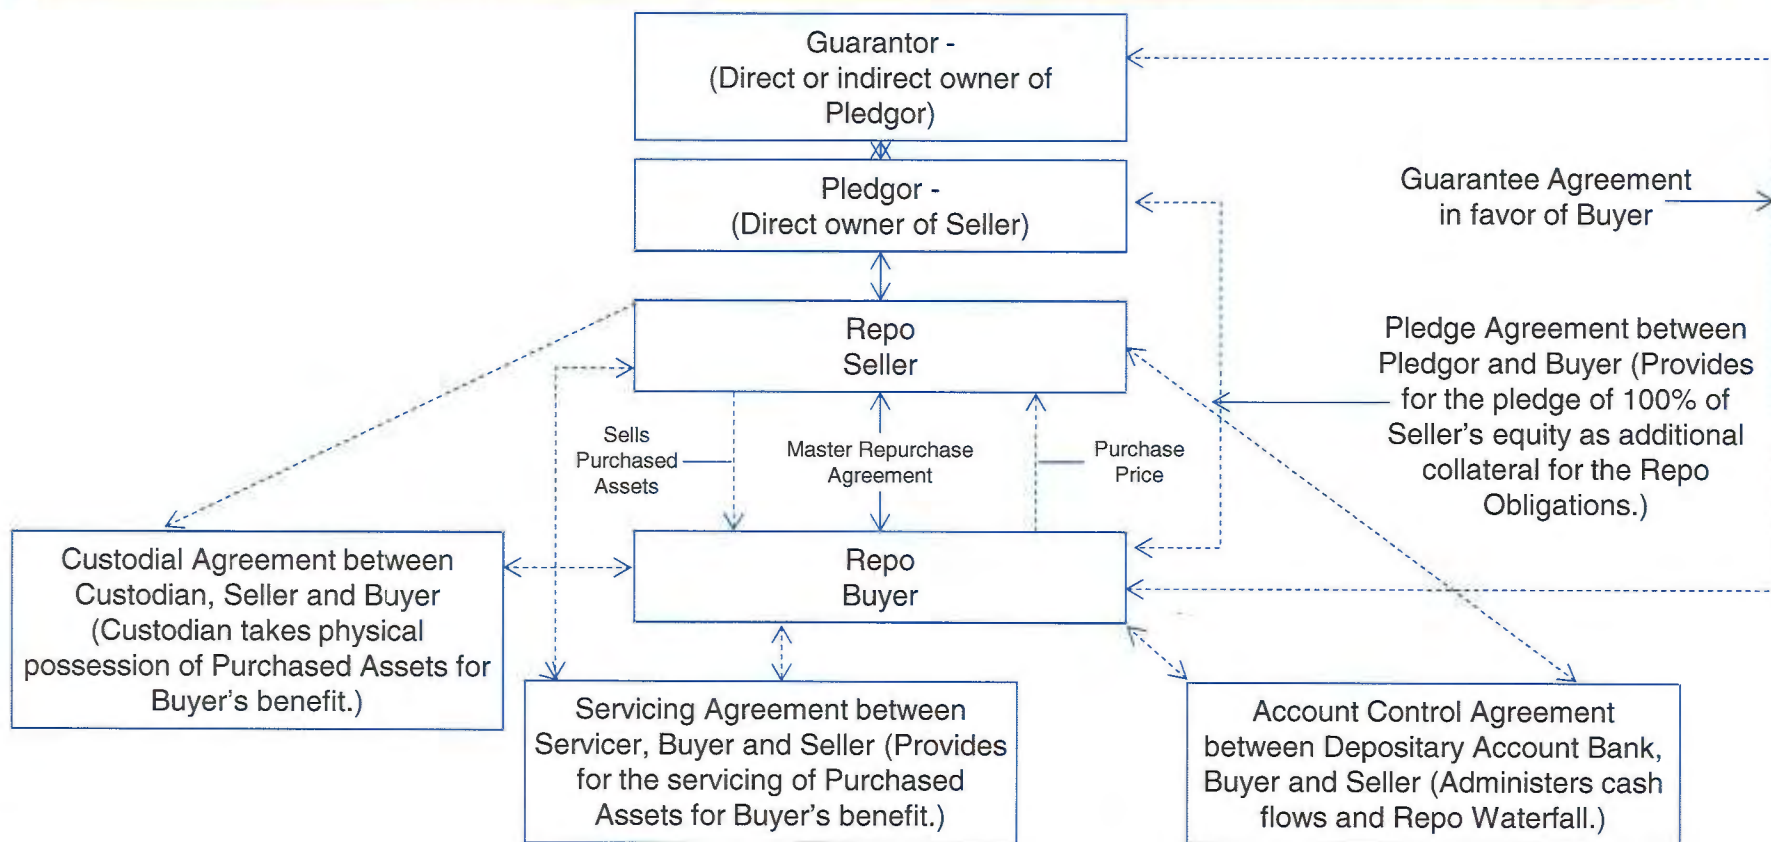 Guarantor -
(Direct or indirect owner of
Pledgor)
Pledgor -
(Direct owner of Seller)
Guarantee Agreement
in favor of Buyer
Repo
Seller
Pledge Agreement between
Pledgor and Buyer (Provides
for the pledge of 100% of
Seller's equity as additional
collateral for the Repo
Obligations.)
Sells
Purchased
Assets
Master Repurchase
Agreement
Purchase
Price
Custodial Agreement between
Custodian, Seller and Buyer
(Custodian takes physical
possession of Purchased Assets for
Buyer's benefit.)
Repo
Buyer
Servicing Agreement between
Servicer, Buyer and Seller (Provides
for the servicing of Purchased
Assets for Buyer's benefit.)
Account Control Agreement
between Depositary Account Bank,
Buyer and Seller (Administers cash
flows and Repo Waterfall.)